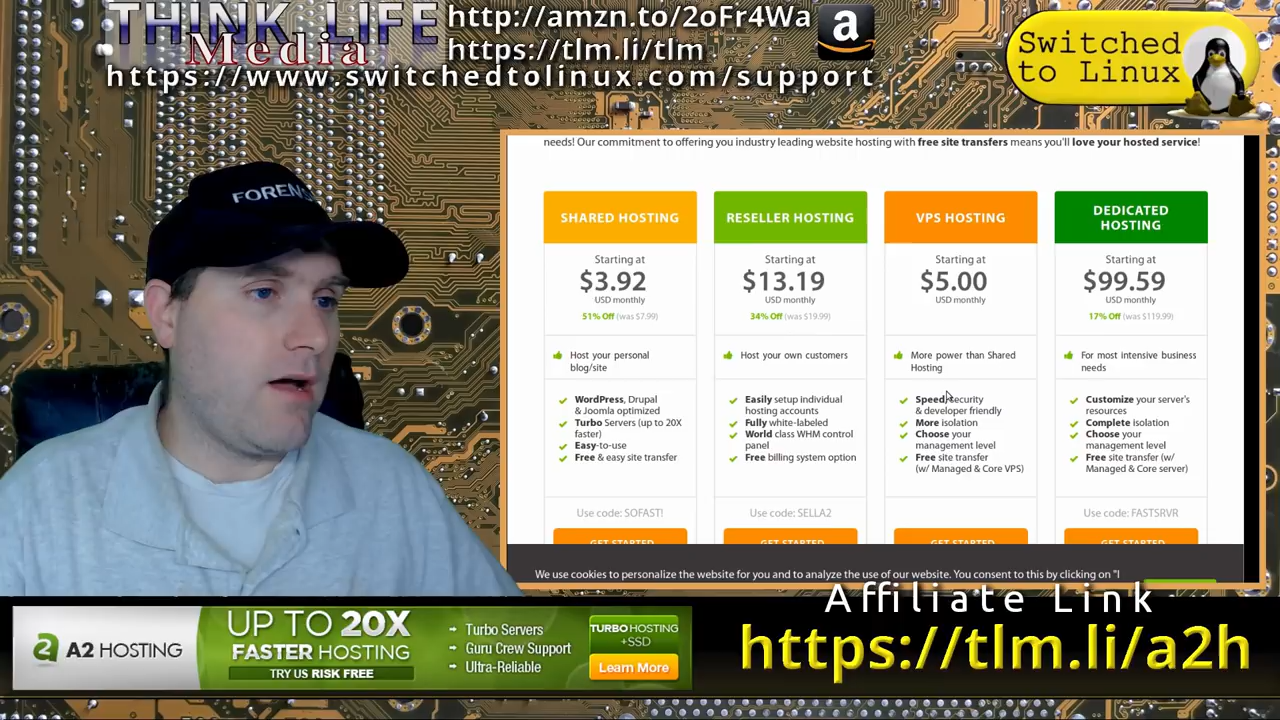 THINK LIFE
Media
http://amzn.to/2oFr4Wa
https://tlm.li/tlm
https://www.switchedtolinux.com/support
a
Switched
to Linux
FOREN
needs! Our commitment to offering you industry leading website hosting with free site transfers means you'll love your hosted service!
SHARED HOSTING
Starting at
$3.92
USD monthly
51% Off (was $7.99)
Host your personal
blog/site
WordPress, Drupal
& Joomla optimized
Turbo Servers (up to 20X
faster)
Easy-to-use
Free & easy site transfer
Use code: SOFAST!
GET STARTED
RESELLER HOSTING
Starting at
$13.19
USD monthly
34% Off (was $19.99)
Host your own customers
Easily setup individual
hosting accounts
Fully white-labeled
World class WHM control
panel
Free billing system option
Use code: SELLA2
GET STARTED
VPS HOSTING
Starting at
$5.00
USD monthly
More power than Shared
Hosting
Speed, security
& developer friendly
More isolation
Choose your
management level
Free site transfer
(w/ Managed & Core VPS)
GET STARTED
DEDICATED
HOSTING
Starting at
$99.59
USD monthly
17% Off (was $119.99)
For most intensive business
needs
Customize your server's
resources
Complete isolation
Choose your
management level
Free site transfer (w/
Managed & Core server)
Use code: FASTSRVR
GET STARTED
We use cookies to personalize the website for you and to analyze the use of our website. You consent to this by clicking on "I
2 A2 HOSTING
UP TO 20X
FASTER HOSTING
TRY US RISK FREE
Turbo Servers
Guru Crew Support
Ultra-Reliable
TURBO HOSTING
+SSD
Learn More
Affiliate Link
https://tlm.li/a2h